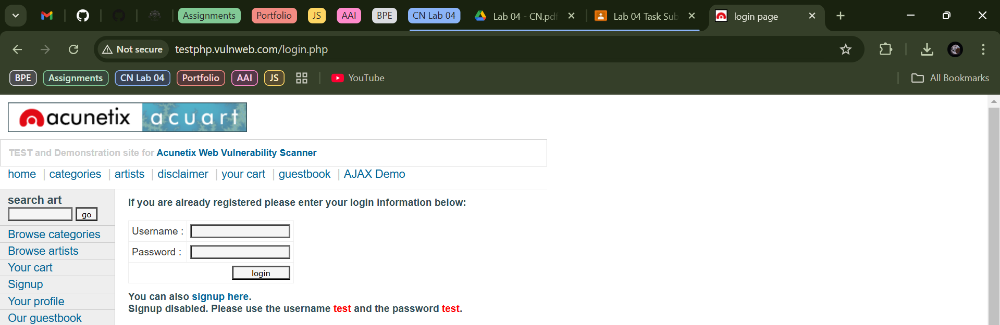 Assignments Portfolio JS AAI BPE CN Lab 04 Lab 04 - CN.pdf Lab 04 Task Sub login page
Not secure testphp.vulnweb.com/login.php
BPE Assignments CN Lab 04 Portfolio AAI JS YouTube All Bookmarks
acunetix acuart
TEST and Demonstration site for Acunetix Web Vulnerability Scanner
home categories artists disclaimer your cart guestbook AJAX Demo
search art
go
Browse categories
Browse artists
Your cart
Signup
Your profile
Our guestbook
If you are already registered please enter your login information below:
Username :
Password :
login
You can also signup here.
Signup disabled. Please use the username test and the password test.